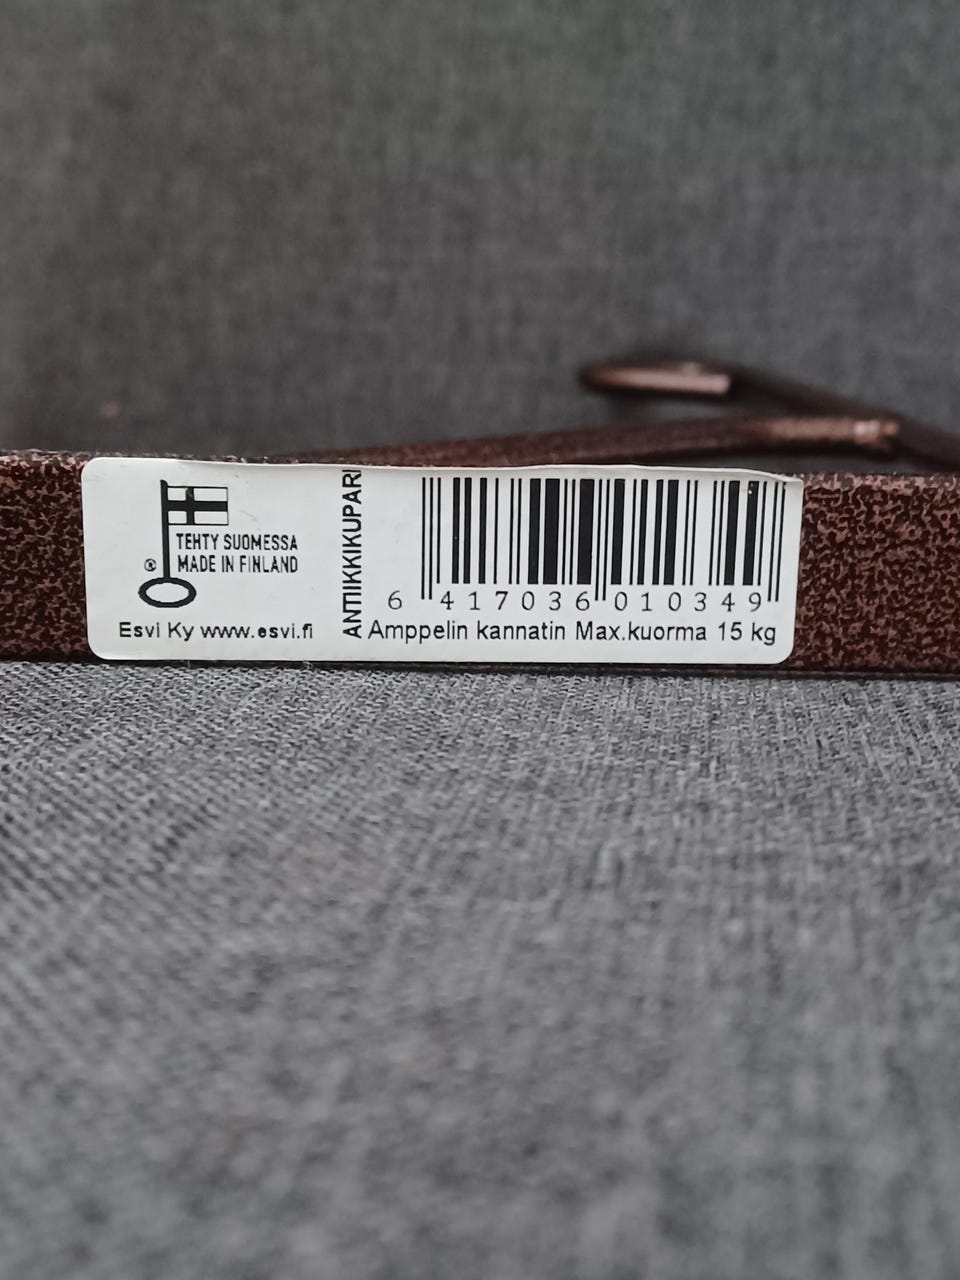 TEHTY SUOMESSA
® MADE IN FINLAND
Esvi Ky www.esvi.fi
ANTIKKIKUPARI
6 417036 010349
Amppelin kannatin Max.kuorma 15 kg